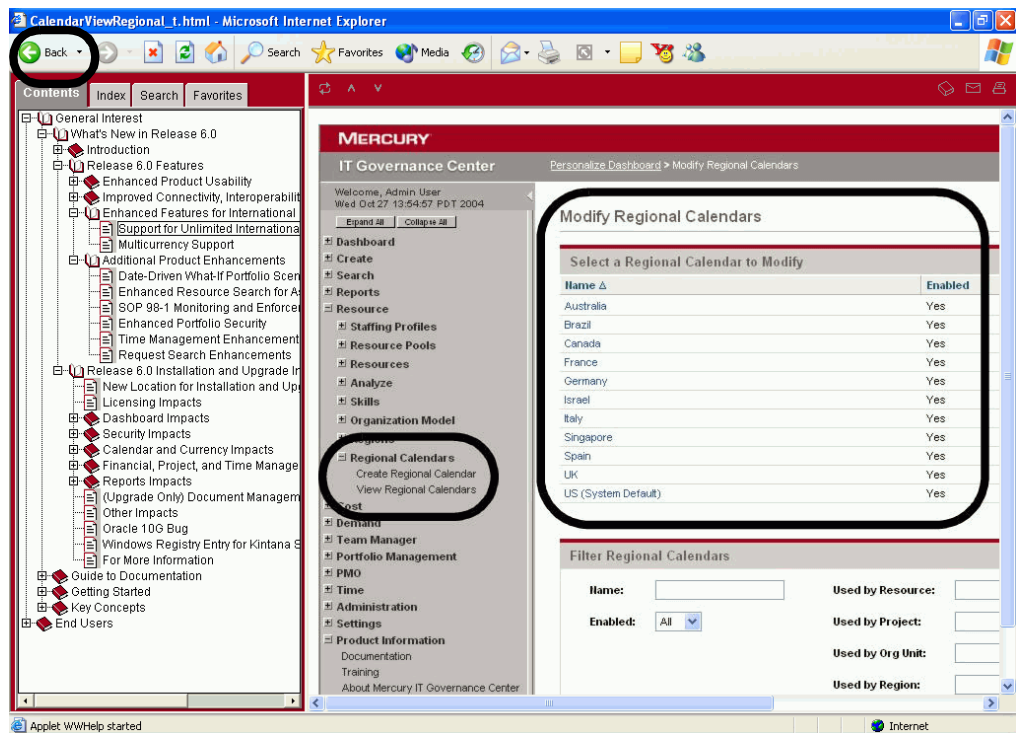 CalendarViewRegional_t.html - Microsoft Internet Explorer
Back Search Favorites Media
Contents Index Search Favorites
General Interest
What's New in Release 6.0
Introduction
Release 6.0 Features
Enhanced Product Usability
Improved Connectivity, Interoperabilit
Enhanced Features for International
Support for Unlimited Internationa
Multicurrency Support
Additional Product Enhancements
Date-Driven What-If Portfolio Scen
Enhanced Resource Search for As
SOP 98-1 Monitoring and Enforcer
Enhanced Portfolio Security
Time Management Enhancement
Request Search Enhancements
Release 6.0 Installation and Upgrade Ir
New Location for Installation and Upg
Licensing Impacts
Dashboard Impacts
Security Impacts
Calendar and Currency Impacts
Financial, Project, and Time Manage
Reports Impacts
(Upgrade Only) Document Managem
Other Impacts
Oracle 10G Bug
Windows Registry Entry for Kintana S
For More Information
Guide to Documentation
Getting Started
Key Concepts
End Users
MERCURY
IT Governance Center
Personalize Dashboard > Modify Regional Calendars
Welcome, Admin User
Wed Oct 27 13:54:57 PDT 2004
Expand All Collapse All
Dashboard
Create
Search
Reports
Resource
Staffing Profiles
Resource Pools
Resources
Analyze
Skills
Organization Model
Regions
Regional Calendars
Create Regional Calendar
View Regional Calendars
Cost
Demand
Team Manager
Portfolio Management
PMO
Time
Administration
Settings
Product Information
Documentation
Training
About Mercury IT Governance Center
Modify Regional Calendars
Select a Regional Calendar to Modify
Name Enabled
Australia Yes
Brazil Yes
Canada Yes
France Yes
Germany Yes
Israel Yes
Italy Yes
Singapore Yes
Spain Yes
UK Yes
US (System Default) Yes
Filter Regional Calendars
Name: Used by Resource:
Enabled: All Used by Project:
Used by Org Unit:
Used by Region:
Applet WWHelp started Internet